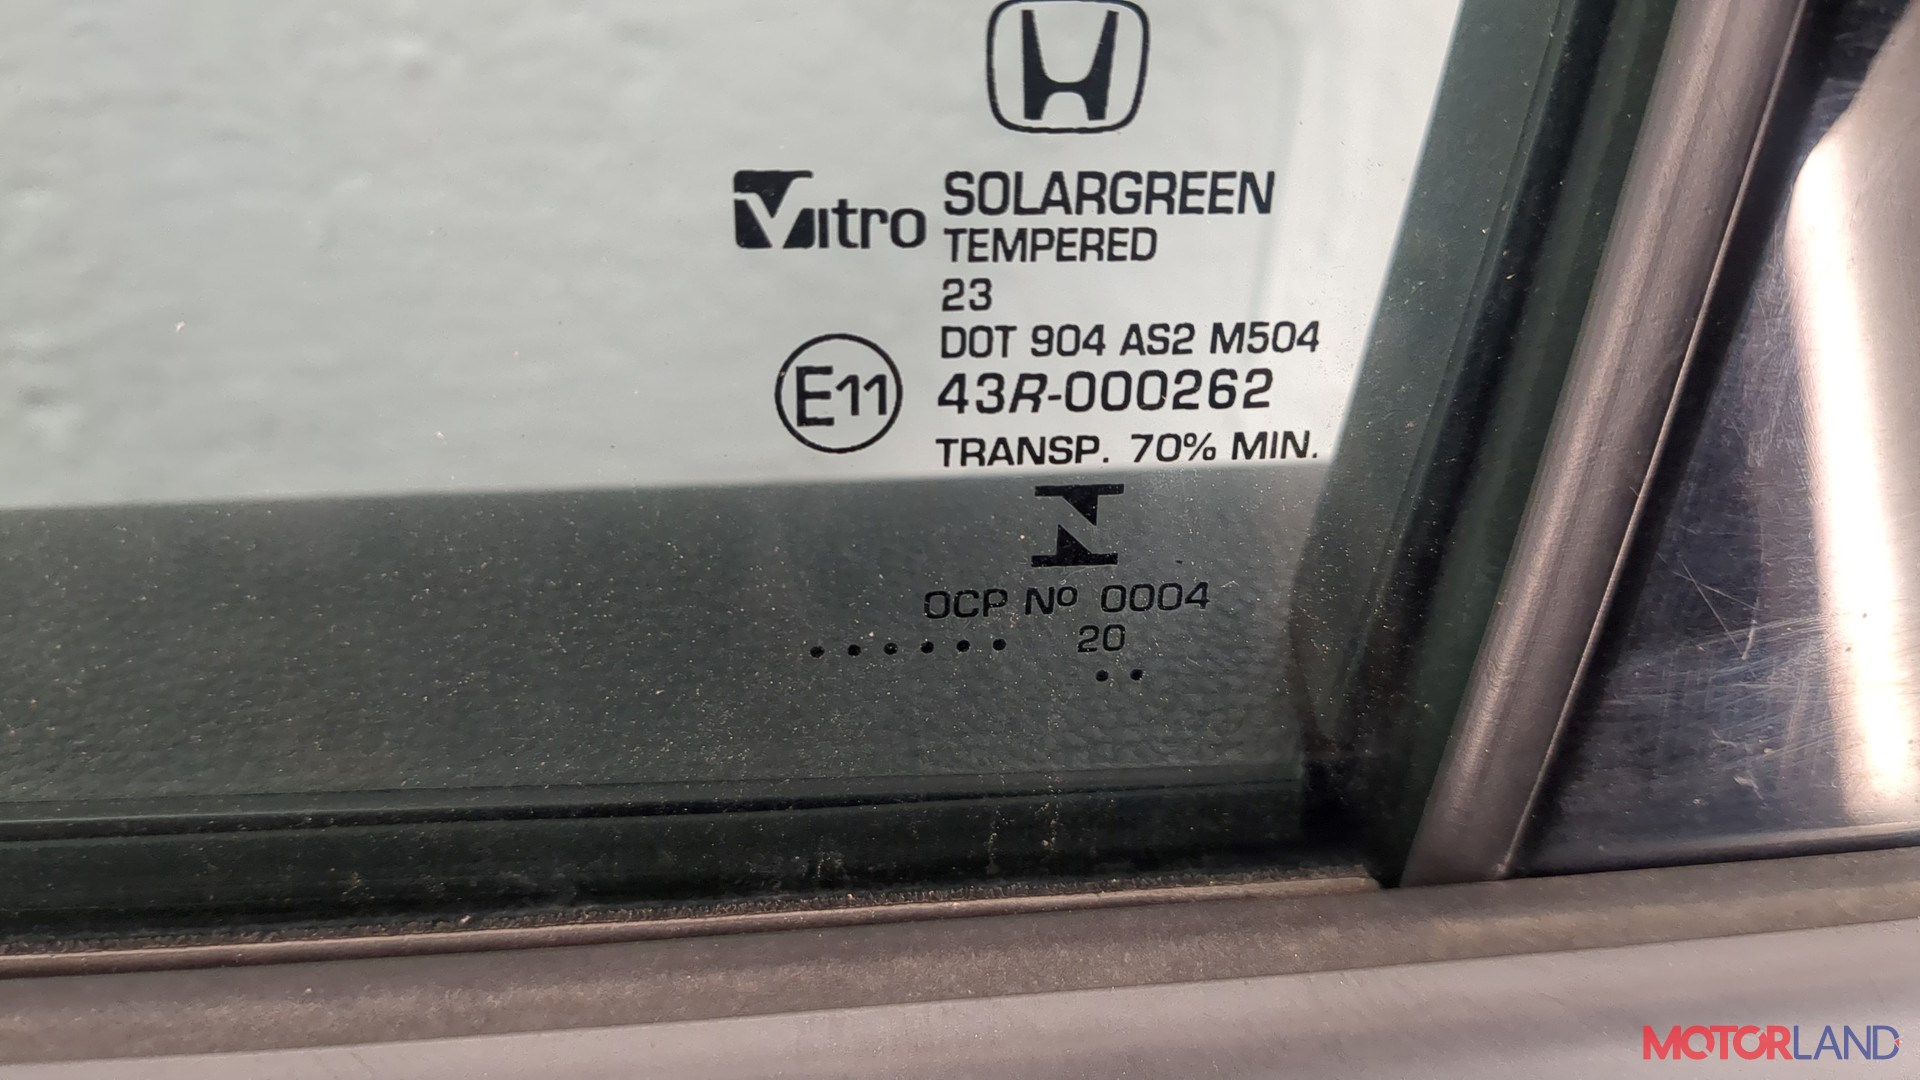 Vitro SOLARGREEN
TEMPERED
23
DOT 904 AS2 M504
E11 43R-000262
TRANSP. 70% MIN.
OCP Nº 0004
20
MOTORLAND